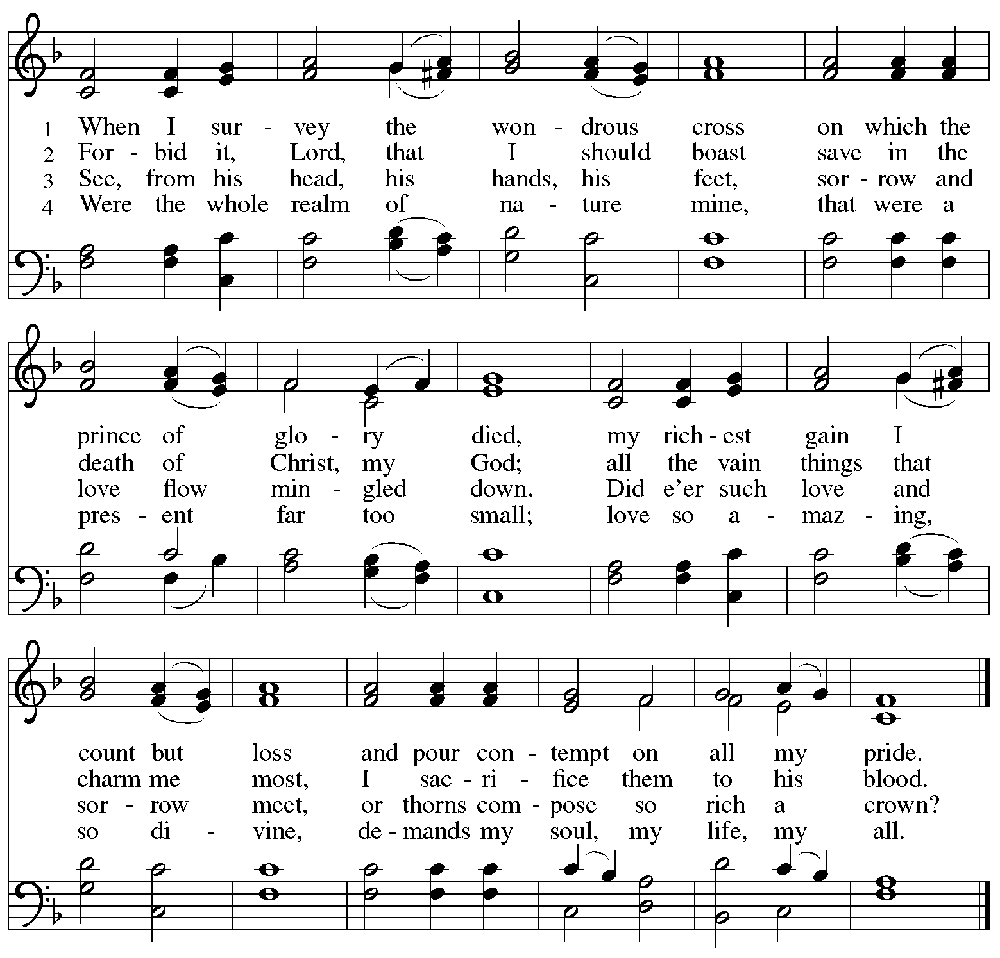 1 When I sur - vey the won - drous cross on which the
2 For - bid it, Lord, that I should boast save in the
3 See, from his head, his hands, his feet, sor - row and
4 Were the whole realm of na - ture mine, that were a
prince of glo - ry died, my rich - est gain I
death of Christ, my God; all the vain things that
love flow min - gled down. Did e'er such love and
pres - ent far too small; love so a - maz - ing,
count but loss and pour con - tempt on all my pride.
charm me most, I sac - ri - fice them to his blood.
sor - row meet, or thorns com - pose so rich a crown?
so di - vine, de - mands my soul, my life, my all.